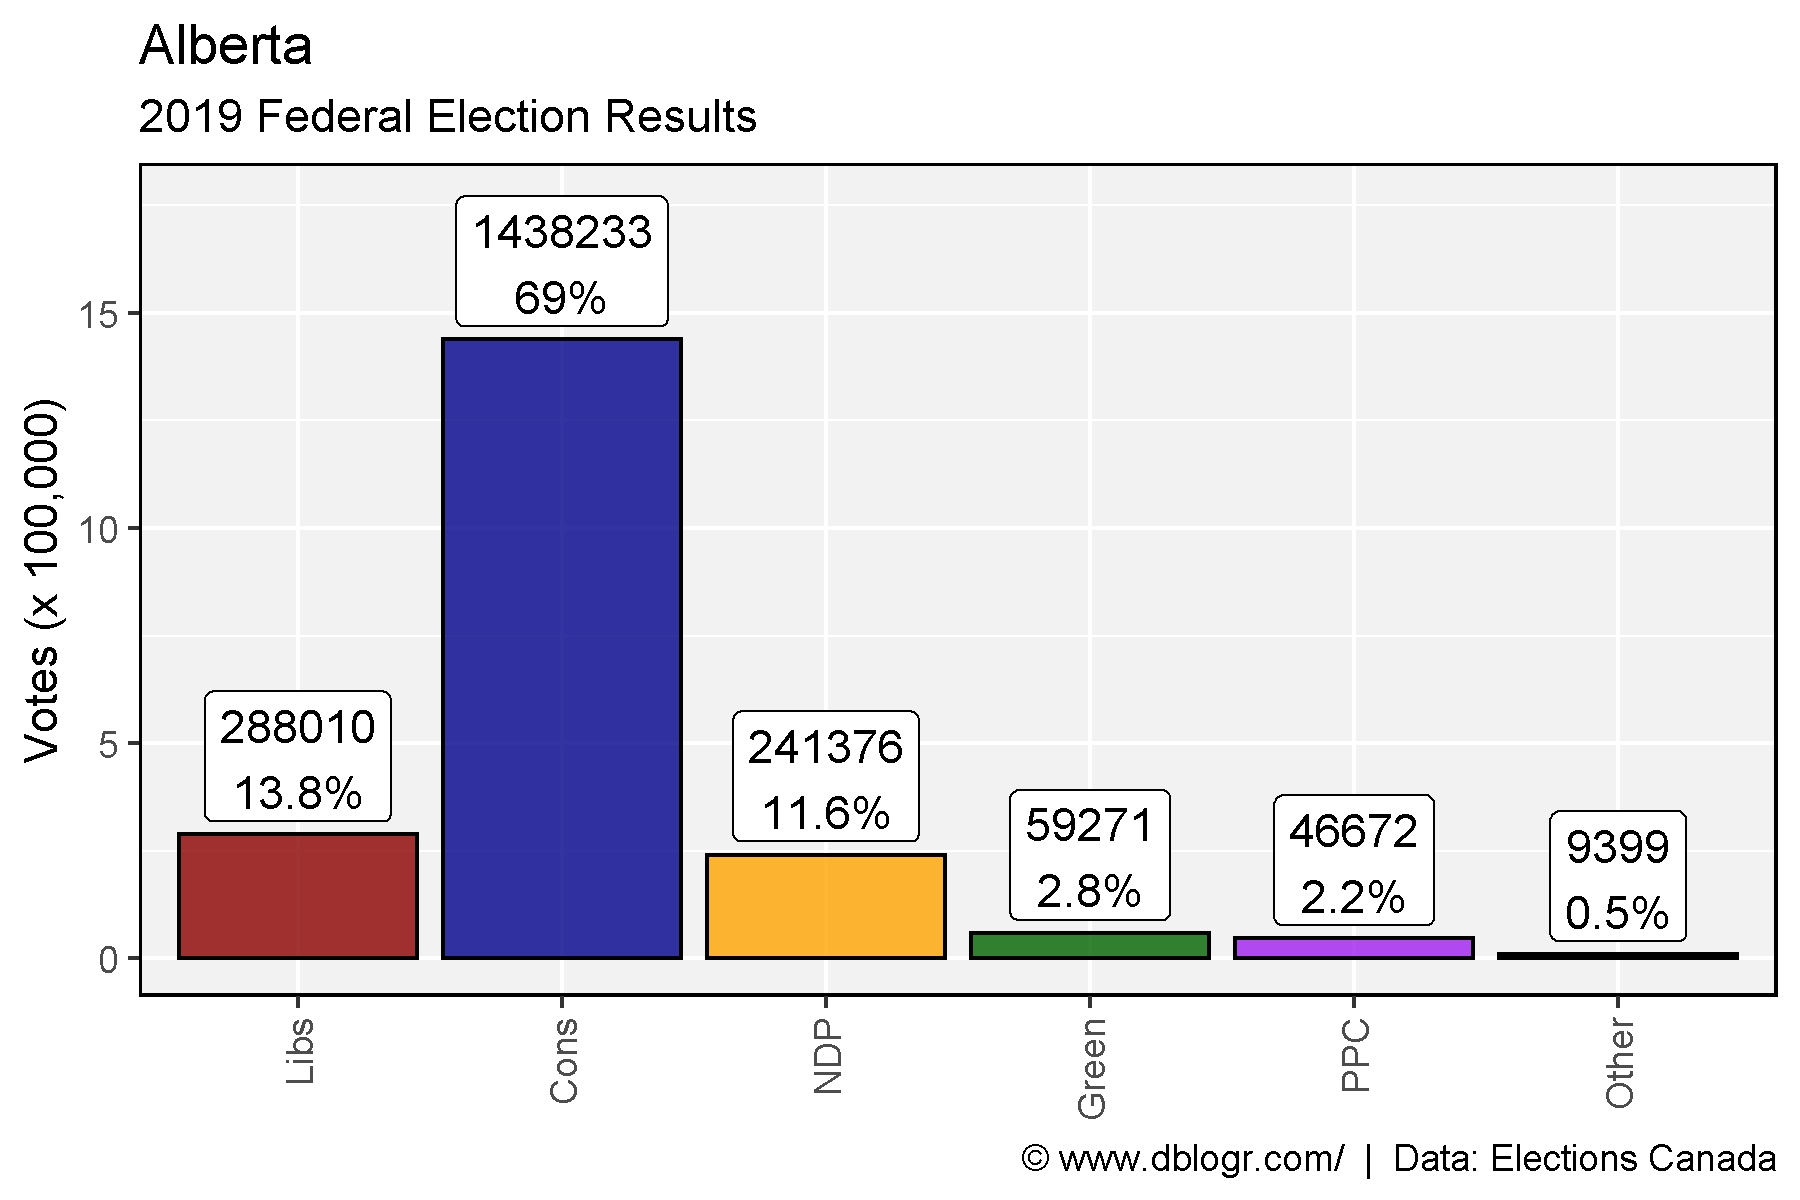 Alberta
2019 Federal Election Results
Votes (x 100,000)
15
10
5
0
288010
13.8%
1438233
69%
241376
11.6%
59271
2.8%
46672
2.2%
9399
0.5%
Libs
Cons
NDP
Green
PPC
Other
© www.dblogr.com/ | Data: Elections Canada